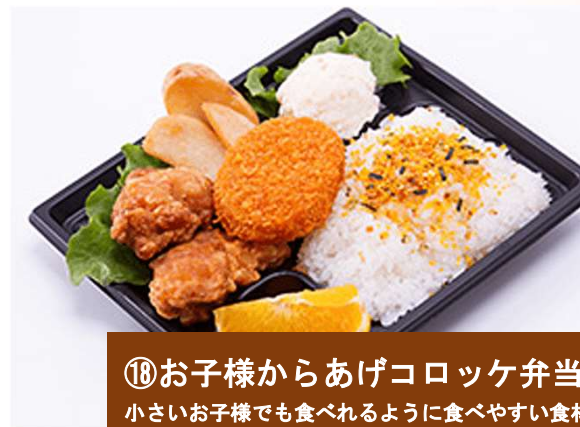 ⑱お子様からあげコロッケ弁当
小さいお子様でも食べれるように食べやすい食材